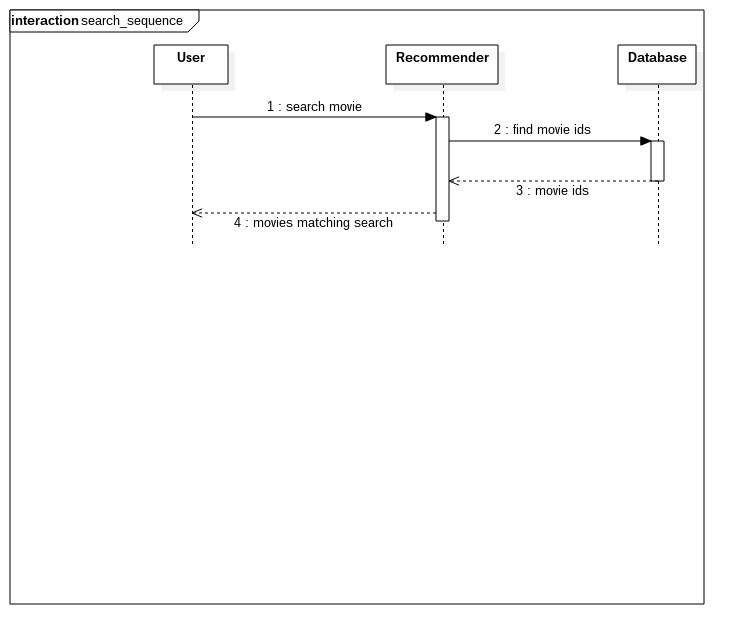 interaction search_sequence
User
Recommender
Database
1 : search movie
2 : find movie ids
3 : movie ids
4 : movies matching search